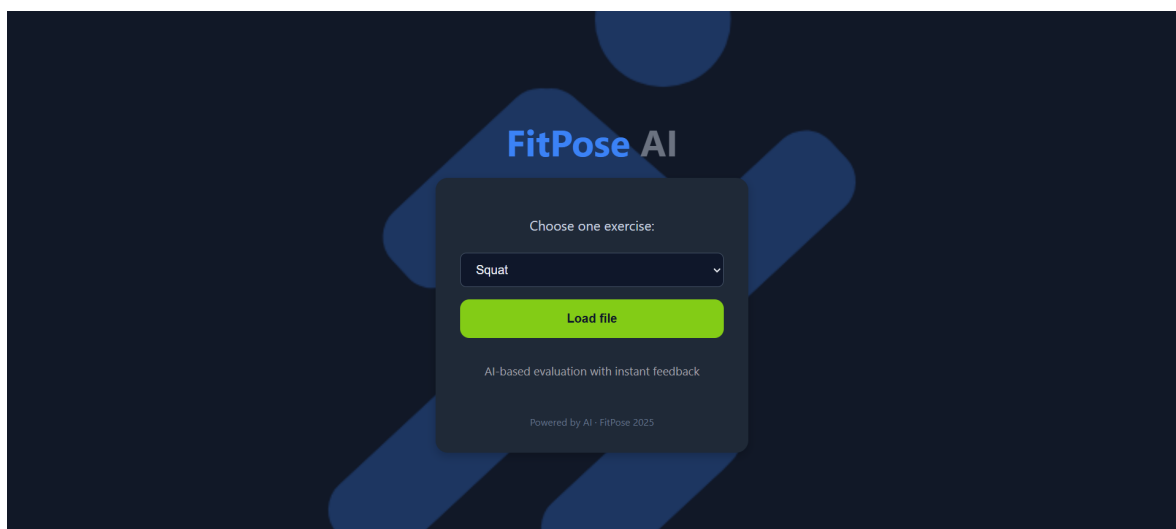 FitPose AI
Choose one exercise:
Squat
Load file
AI-based evaluation with instant feedback
Powered by AI · FitPose 2025